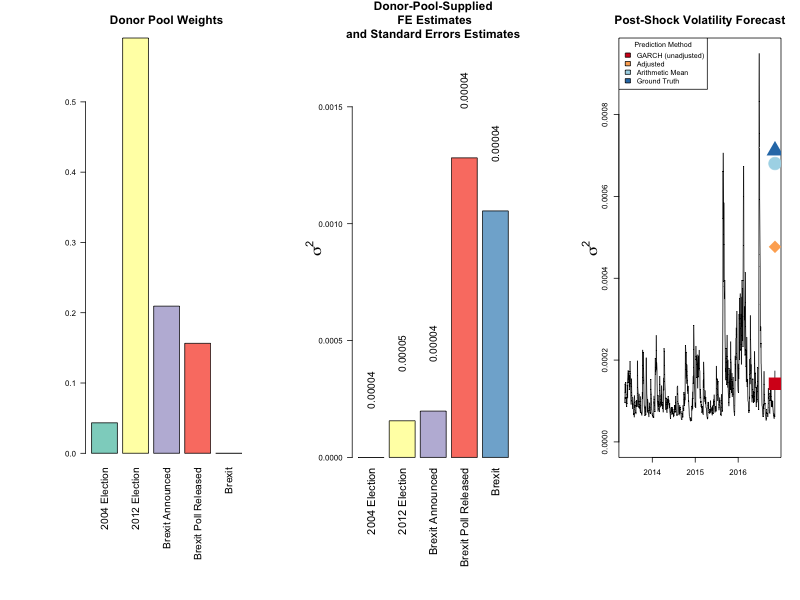 Donor Pool Weights
0.5
0.4
0.3
0.2
0.1
0.0
2004 Election
2012 Election
Brexit Announced
Brexit Poll Released
Brexit
Donor-Pool-Supplied
FE Estimates
and Standard Errors Estimates
σ2
0.0015
0.0010
0.0005
0.0000
0.00004
0.00005
0.00004
0.00004
0.00004
2004 Election
2012 Election
Brexit Announced
Brexit Poll Released
Brexit
Post-Shock Volatility Forecast
Prediction Method
GARCH (unadjusted)
Adjusted
Arithmetic Mean
Ground Truth
σ2
0.0008
0.0006
0.0004
0.0002
0.0000
2014
2015
2016